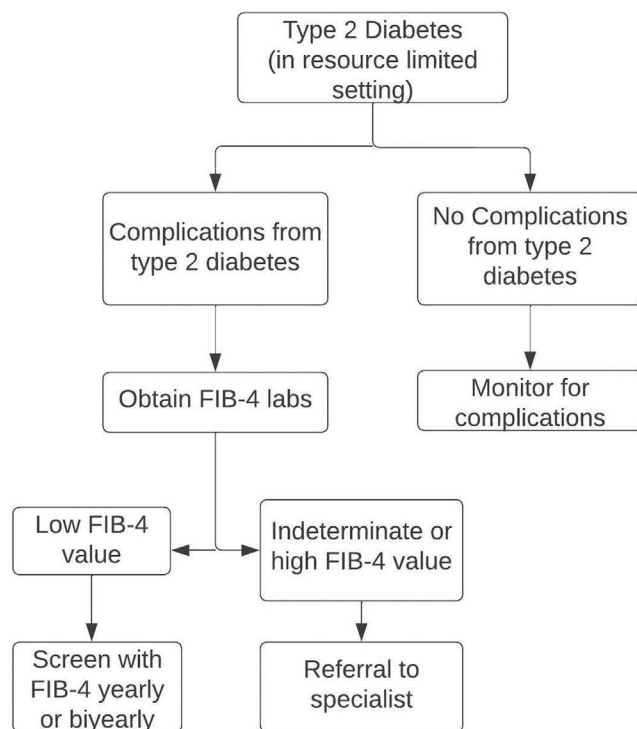 Type 2 Diabetes
(in resource limited
setting)
Complications from
type 2 diabetes
No Complications
from type 2
diabetes
Obtain FIB-4 labs
Monitor for
complications
Low FIB-4
value
Indeterminate or
high FIB-4 value
Screen with
FIB-4 yearly
or biyearly
Referral to
specialist